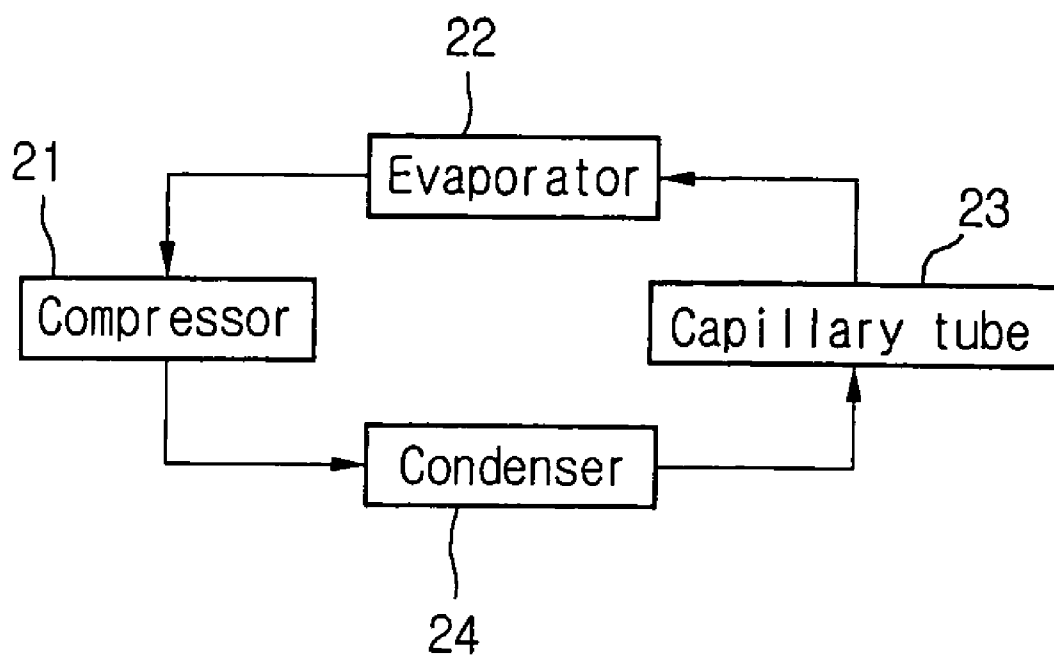 22
Evaporator
21
23
Compressor
Capillary tube
Condenser
24